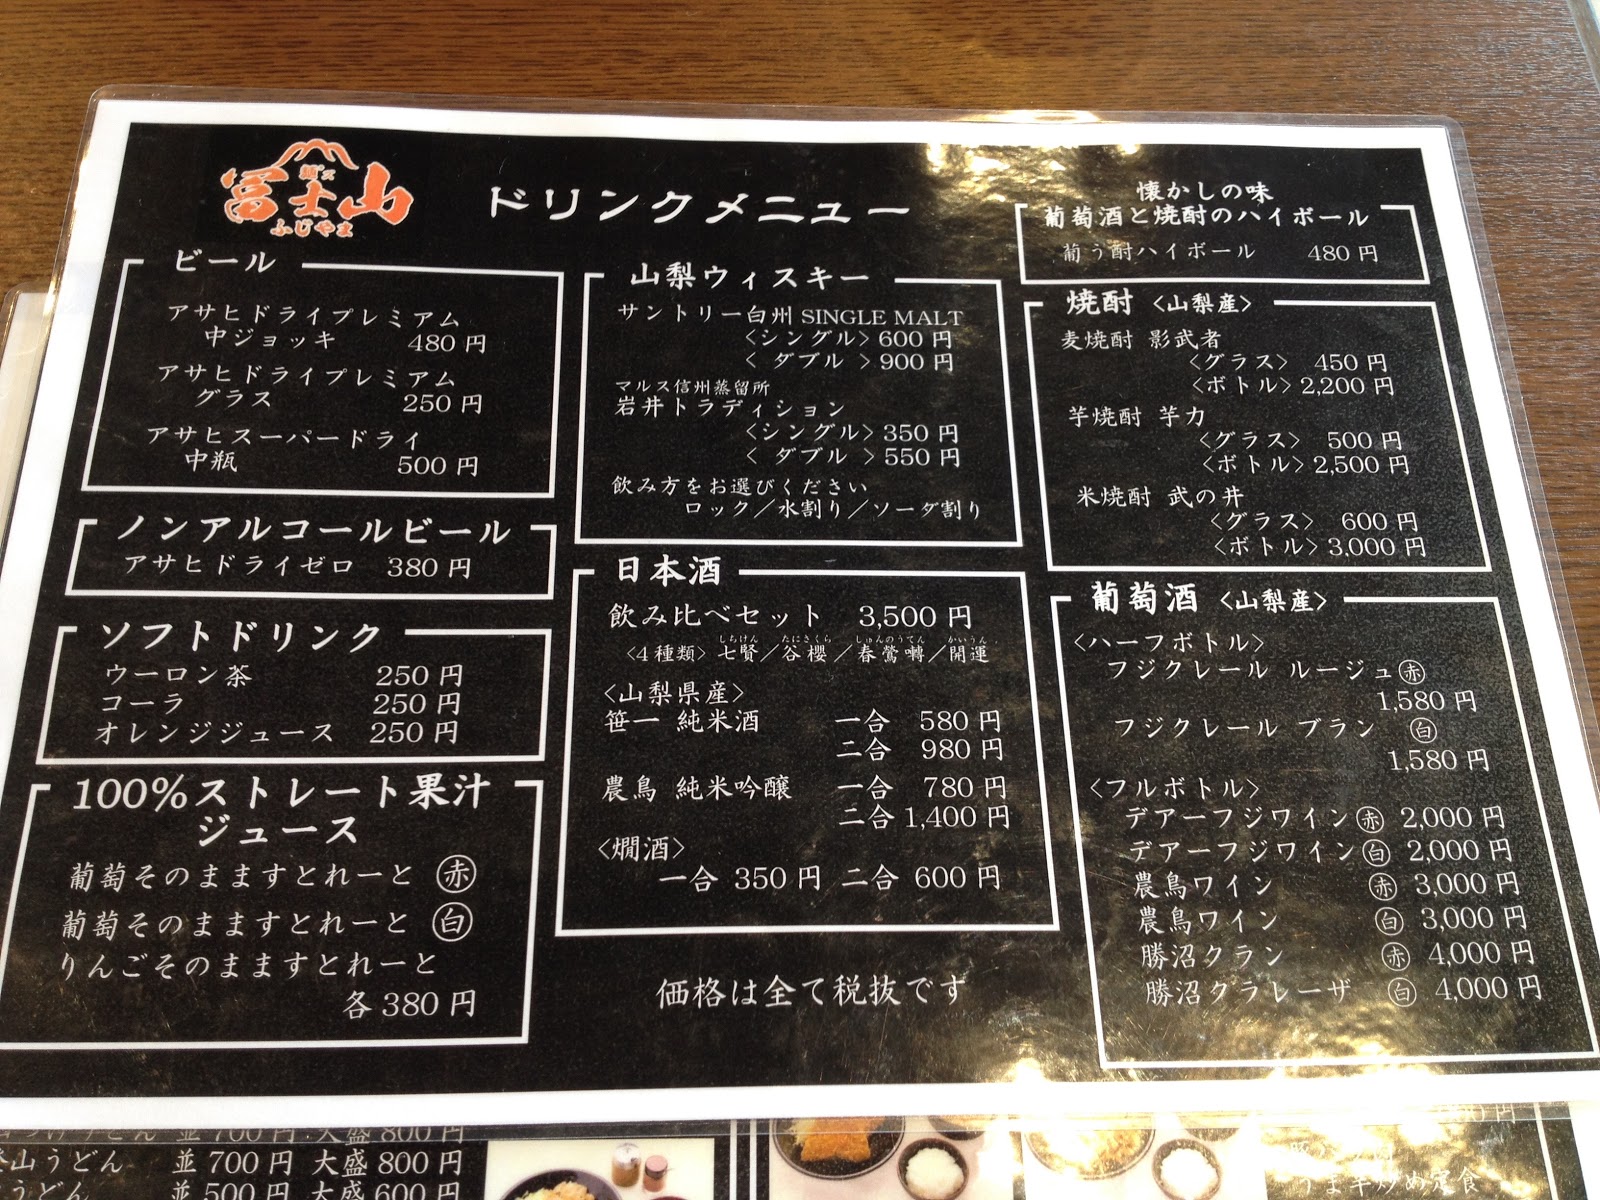 冨士山
ふじやま
ドリンクメニュー
ビール
アサヒドライプレミアム
中ジョッキ 480円
アサヒドライプレミアム
グラス 250円
アサヒスーパードライ
中瓶 500円
ノンアルコールビール
アサヒドライゼロ 380円
ソフトドリンク
ウーロン茶 250円
コーラ 250円
オレンジジュース 250円
100%ストレート果汁
ジュース
葡萄そのまますとれーと ㊍赤
葡萄そのまますとれーと 白
りんごそのまますとれーと
各380円
山梨ウィスキー
サントリー白州 SINGLE MALT
<シングル> 600円
<ダブル> 900円
マルス信州蒸留所
岩井トラディション
<シングル> 350円
<ダブル> 550円
飲み方をお選びください
ロック/水割り/ソーダ割り
日本酒
飲み比べセット 3,500円
しちけん たにざくら しゅんのうてん かいうん
<4種類> 七賢/谷櫻/春鶯囀/開運
<山梨県産>
笹一 純米酒 一合 580円
二合 980円
農鳥 純米吟醸 一合 780円
二合 1,400円
<燗酒>
一合 350円 二合 600円
価格は全て税抜です
懐かしの味
葡萄酒と焼酎のハイボール
葡う酎ハイボール 480円
焼酎 <山梨産>
麦焼酎 影武者
<グラス> 450円
<ボトル> 2,200円
芋焼酎 芋力
<グラス> 500円
<ボトル> 2,500円
米焼酎 武の井
<グラス> 600円
<ボトル> 3,000円
葡萄酒 <山梨産>
<ハーフボトル>
フジクレール ルージュ 赤
1,580円
フジクレール ブラン 白
1,580円
<フルボトル>
デアーフジワイン 赤 2,000円
デアーフジワイン 白 2,000円
農鳥ワイン 赤 3,000円
農鳥ワイン 白 3,000円
勝沼クラン 赤 4,000円
勝沼クラレーザ 白 4,000円
つけうどん 並700円 大盛800円
山うどん 並700円 大盛800円
うどん 並500円 大盛600円